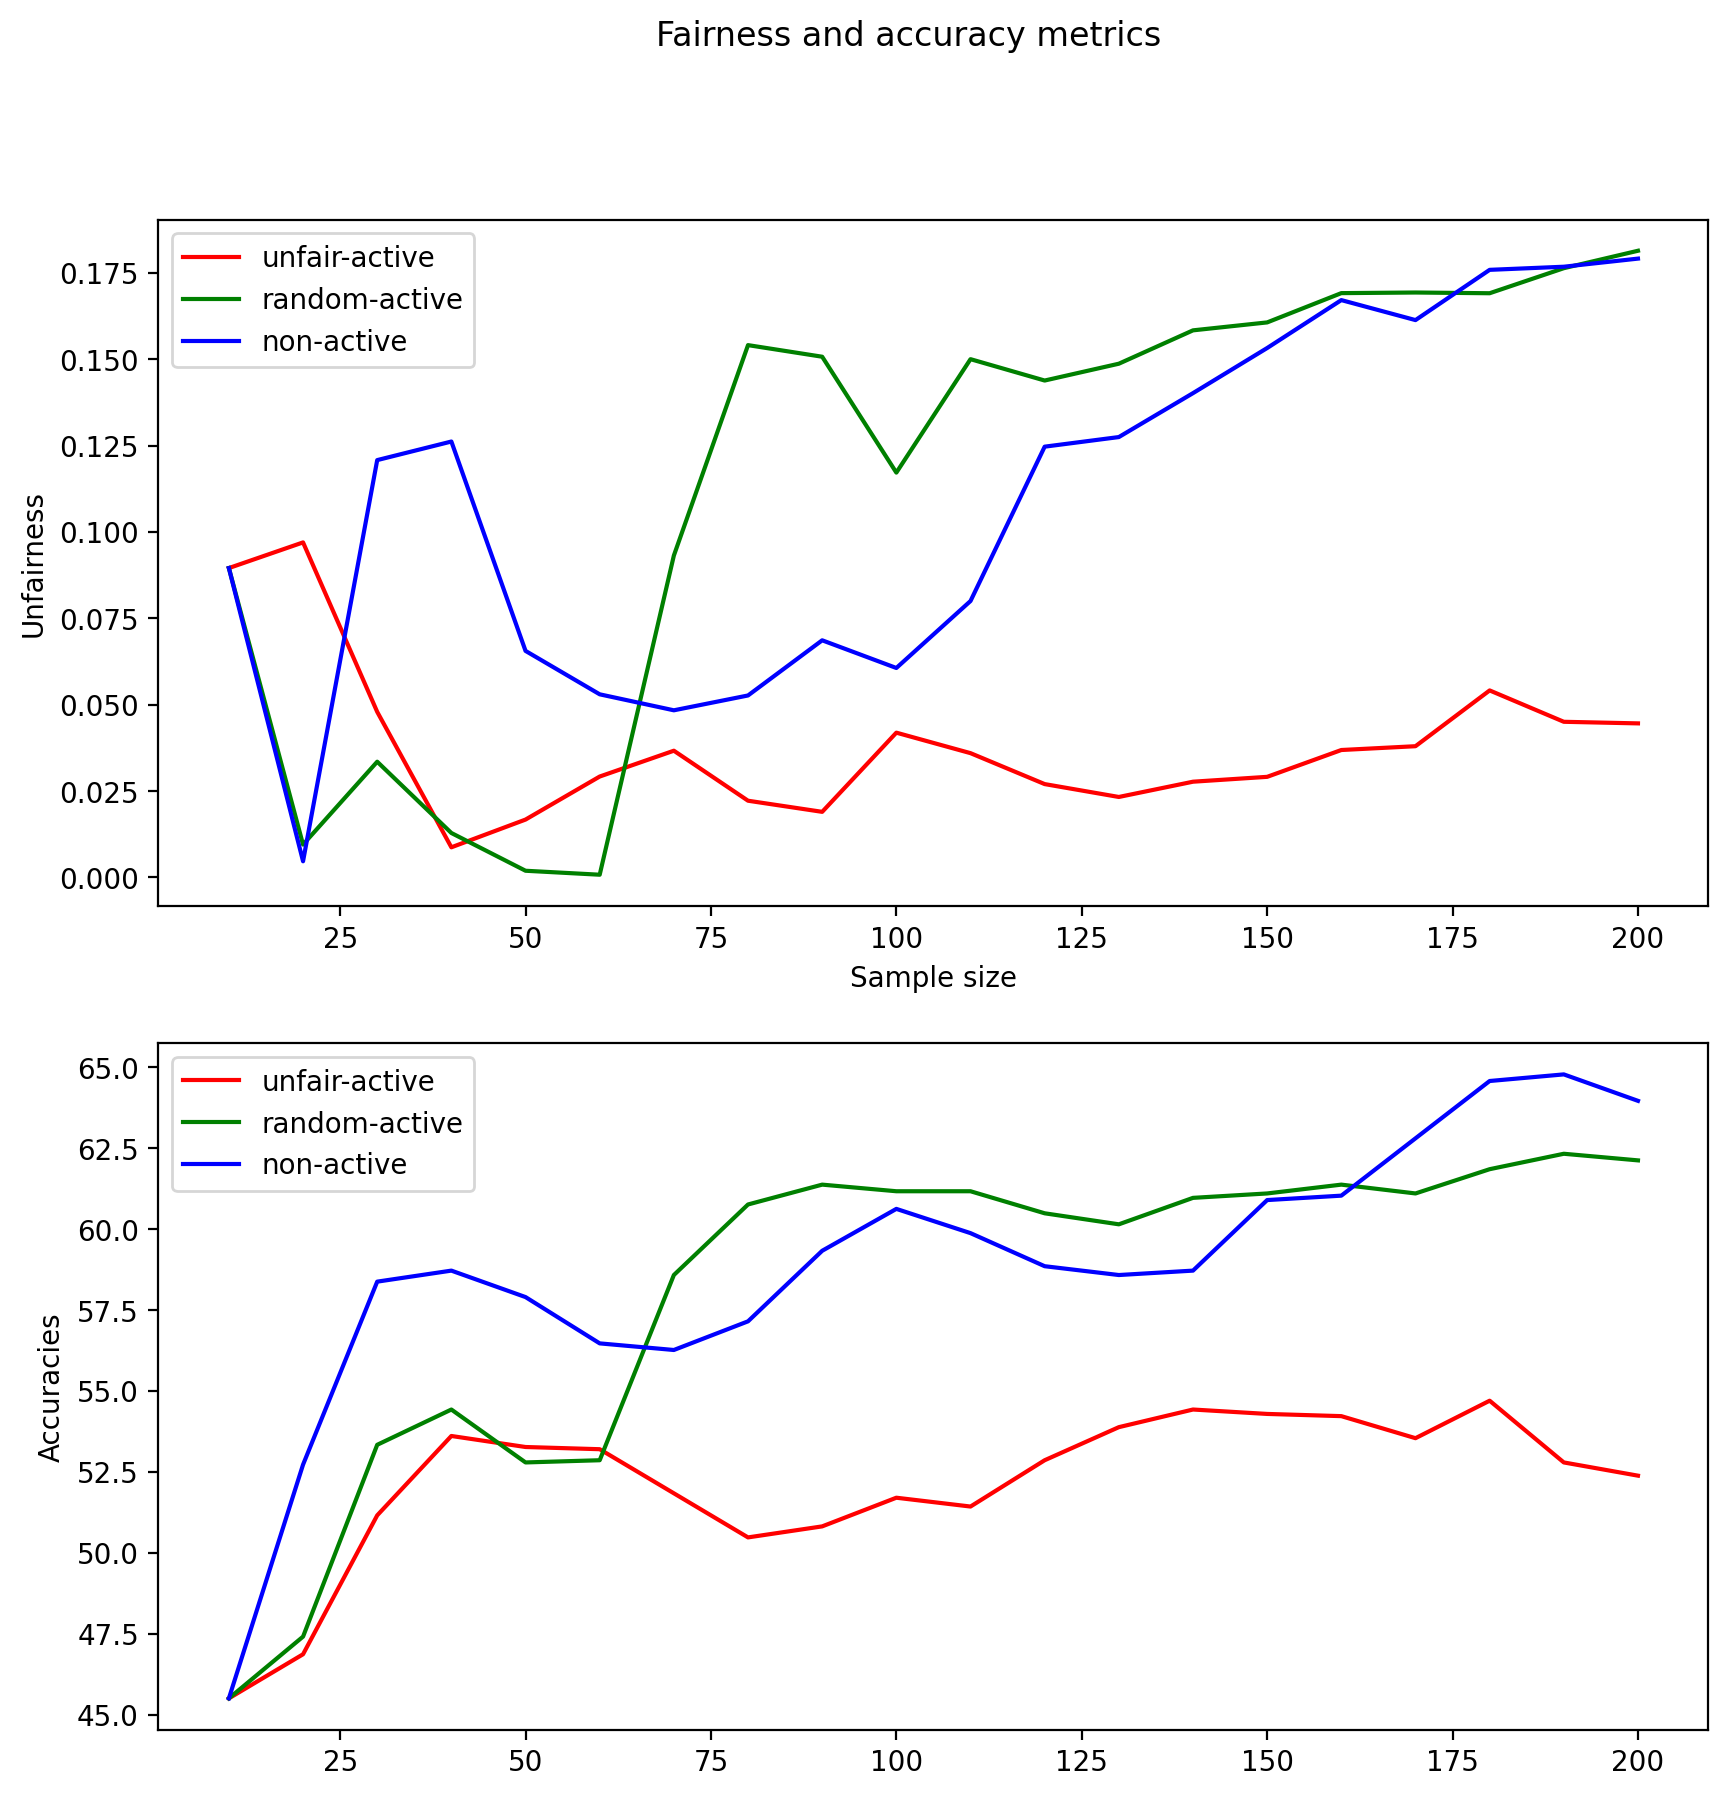 Fairness and accuracy metrics
unfair-active
random-active
non-active
0.175
0.150
0.125
0.100
0.075
0.050
0.025
0.000
Unfairness
25 50 75 100 125 150 175 200
Sample size
unfair-active
random-active
non-active
65.0
62.5
60.0
57.5
55.0
52.5
50.0
47.5
45.0
Accuracies
25 50 75 100 125 150 175 200